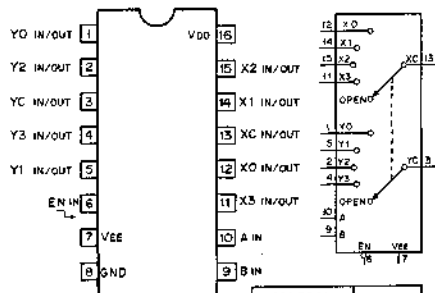 Y0 IN/OUT 1
VDD 16
Y2 IN/OUT 2
15 X2 IN/OUT
YC IN/OUT 3
14 X1 IN/OUT
Y3 IN/OUT 4
13 XC IN/OUT
Y1 IN/OUT 5
12 X0 IN/OUT
EN IN 6
11 X3 IN/OUT
7 VEE
10 A IN
8 GND
9 B IN
12 X0
14 X1
15 X2
XC 13
11 X3
OPEN
1 Y0
5 Y1
2 Y2
YC 3
4 Y3
OPEN
10 A
9 B
EN VEE
6 7